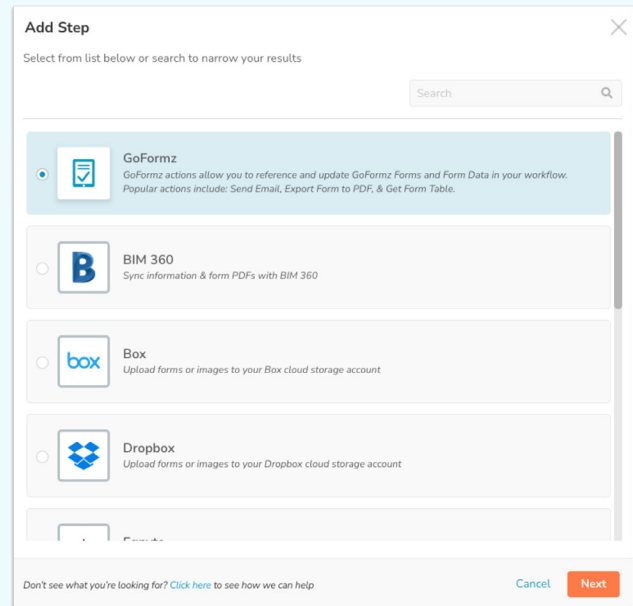 Add Step
Select from list below or search to narrow your results
Search
GoFormz
GoFormz actions allow you to reference and update GoFormz Forms and Form Data in your workflow.
Popular actions include: Send Email, Export Form to PDF, & Get Form Table.
B
BIM 360
Sync information & form PDFs with BIM 360
box
Box
Upload forms or images to your Box cloud storage account
Dropbox
Upload forms or images to your Dropbox cloud storage account
Don't see what you're looking for? Click here to see how we can help
Cancel
Next